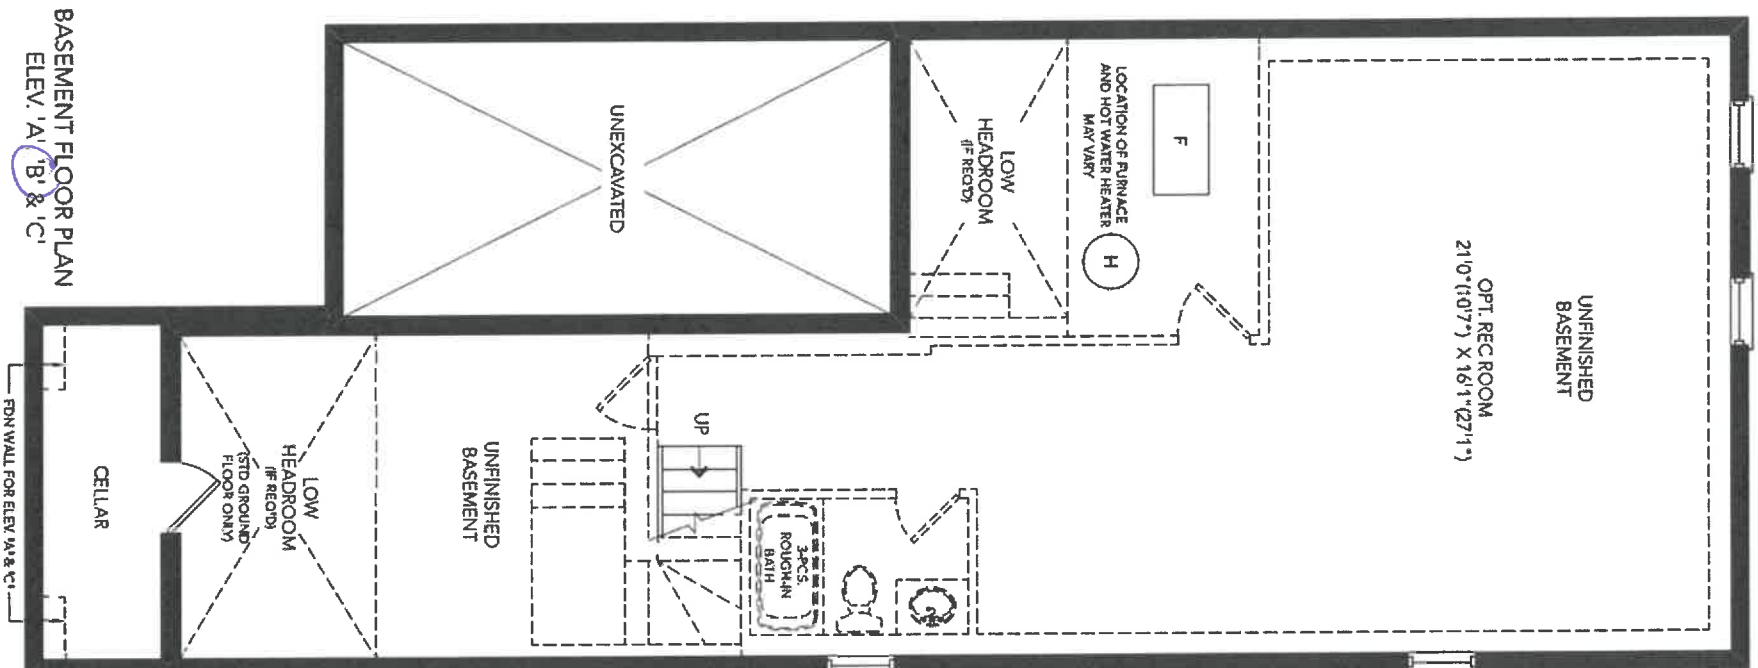 UNFINISHED
BASEMENT
OPT. REC ROOM
21'0"(10'7") X 16'1"(27'1")
F
LOCATION OF FURNACE
AND HOT WATER HEATER
MAY VARY
H
LOW
HEADROOM
(IF REQ'D)
UNEXCAVATED
UP
3-PCS.
ROUGH-IN
BATH
UNFINISHED
BASEMENT
LOW
HEADROOM
(IF REQ'D)
(STD GROUND
FLOOR ONLY)
CELLAR
FDN WALL FOR ELEV. 'A' & 'C'
BASEMENT FLOOR PLAN
ELEV. 'A' 'B' & 'C'